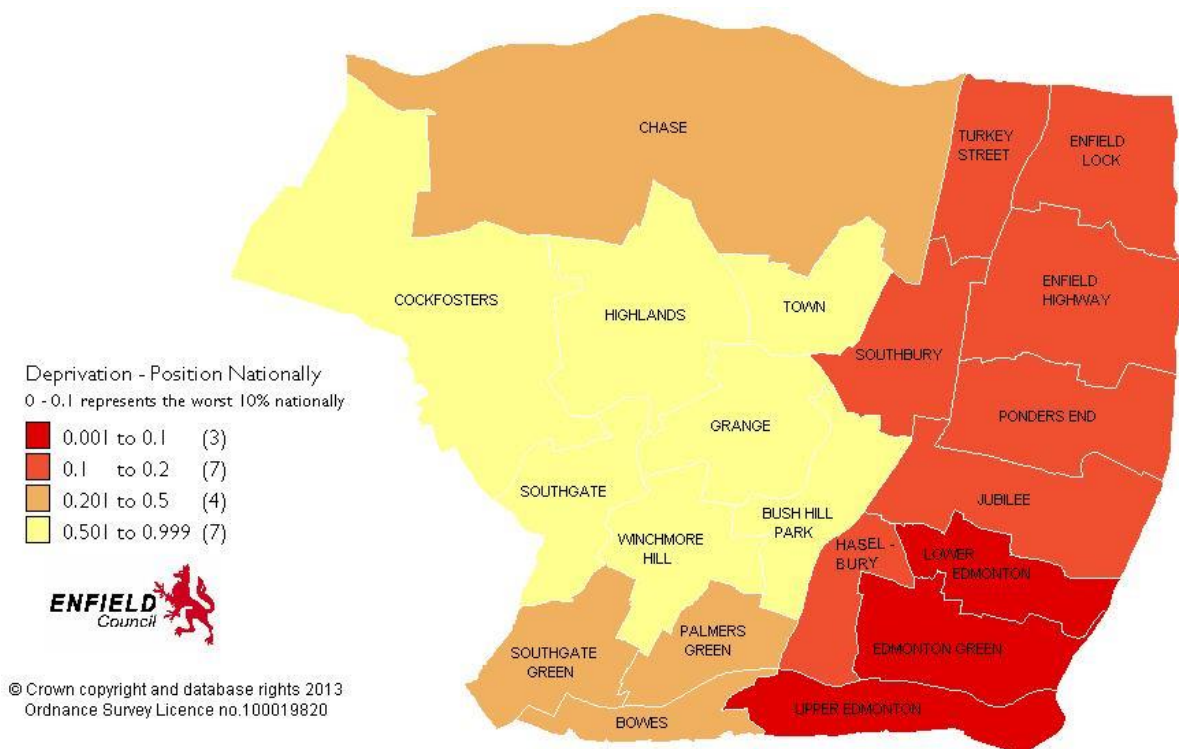 CHASE
TURKEY
STREET
ENFIELD
LOCK
COCKFOSTERS
HIGHLANDS
TOWN
ENFIELD
HIGHWAY
SOUTHBURY
Deprivation - Position Nationally
0 - 0.1 represents the worst 10% nationally
0.001 to 0.1 (3)
0.1 to 0.2 (7)
0.201 to 0.5 (4)
0.501 to 0.999 (7)
PONDERS END
GRANGE
SOUTHGATE
JUBILEE
BUSH HILL
PARK
WINCHMORE
HILL
HASEL -
BURY
LOWER
EDMONTON
ENFIELD
Council
PALMERS
GREEN
SOUTHGATE
GREEN
EDMONTON GREEN
UPPER EDMONTON
BOWES
© Crown copyright and database rights 2013
Ordnance Survey Licence no.100019820